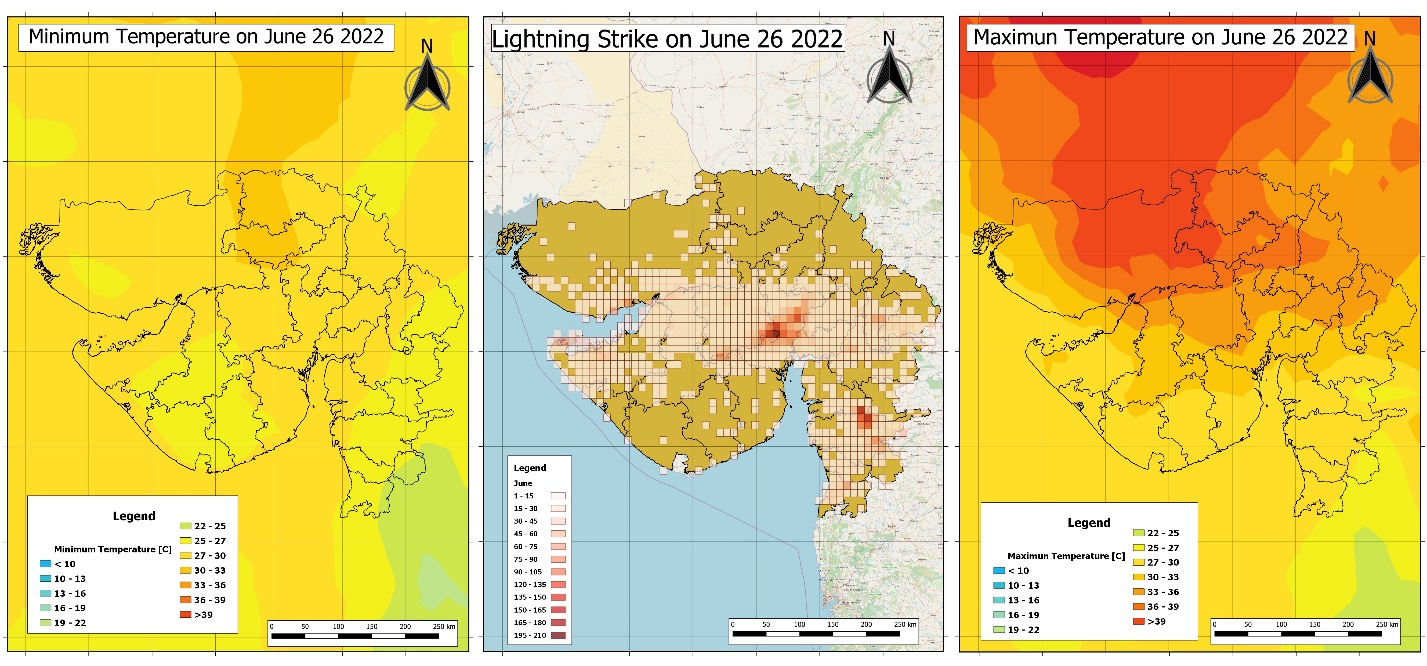 Minimum Temperature on June 26 2022
N
Legend
Minimum Temperature [C]
< 10
10 - 13
13 - 16
16 - 19
19 - 22
22 - 25
25 - 27
27 - 30
30 - 33
33 - 36
36 - 39
>39
0 50 100 150 200 250 km
Lightning Strike on June 26 2022
N
Legend
June
1 - 15
15 - 30
30 - 45
45 - 60
60 - 75
75 - 90
90 - 105
120 - 135
135 - 150
150 - 165
165 - 180
195 - 210
0 50 100 150 200 250 km
Maximun Temperature on June 26 2022
N
Legend
Maximun Temperature [C]
< 10
10 - 13
13 - 16
16 - 19
19 - 22
22 - 25
25 - 27
27 - 30
30 - 33
33 - 36
36 - 39
>39
0 50 100 150 200 250 km